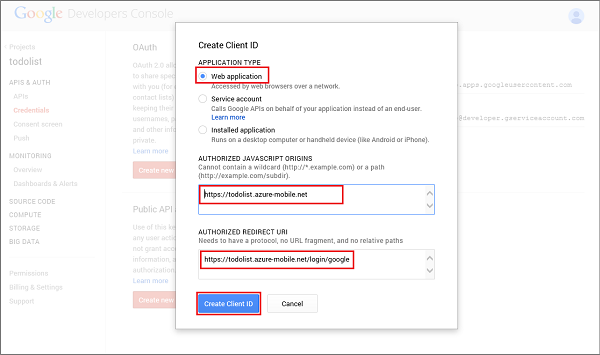 Google Developers Console
Projects
todolist
APIS & AUTH
APIs
Credentials
Consent screen
Push
MONITORING
Overview
Dashboards & Alerts
SOURCE CODE
COMPUTE
STORAGE
BIG DATA
Permissions
Billing & Settings
Support
OAuth
OAuth 2.0 allow
to share specif
with you (for e
contact lists)
keeping their
usernames, pa
and other info
private.
Learn more
Create new
Public API A
Use of this key
any user action
not grant acces
information, a
authorization.
Learn more
Create new
.apps.googleusercontent.com
@developer.gserviceaccount.com
Create Client ID
APPLICATION TYPE
Web application
Accessed by web browsers over a network.
Service account
Calls Google APIs on behalf of your application instead of an end-user.
Learn more
Installed application
Runs on a desktop computer or handheld device (like Android or iPhone).
AUTHORIZED JAVASCRIPT ORIGINS
Cannot contain a wildcard (http://*.example.com) or a path
(http://example.com/subdir).
https://todolist.azure-mobile.net
AUTHORIZED REDIRECT URI
Needs to have a protocol, no URL fragment, and no relative paths
https://todolist.azure-mobile.net/login/google
Create Client ID
Cancel